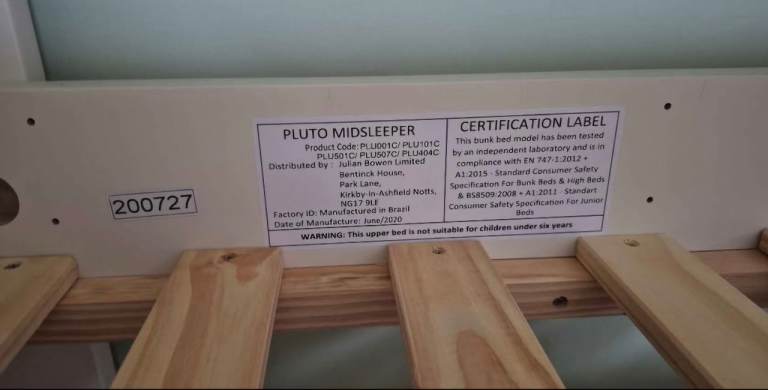 PLUTO MIDSLEEPER
Product Code: PLU001C/ PLU101C
PLU501C/ PLU507C/ PLU404C
Distributed by : Julian Bowen Limited
Bentinck House,
Park Lane,
Kirkby-in-Ashfield Notts,
NG17 9LE
Factory ID: Manufactured in Brazil
Date of Manufacture: June/2020
CERTIFICATION LABEL
This bunk bed model has been tested
by an independent laboratory and is in
compliance with EN 747-1:2012 +
A1:2015 - Standard Consumer Safety
Specification For Bunk Beds & High Beds
& BS8509:2008 + A1:2011 - Standart
Consumer Safety Specification For Junior
Beds
WARNING: This upper bed is not suitable for children under six years
200727